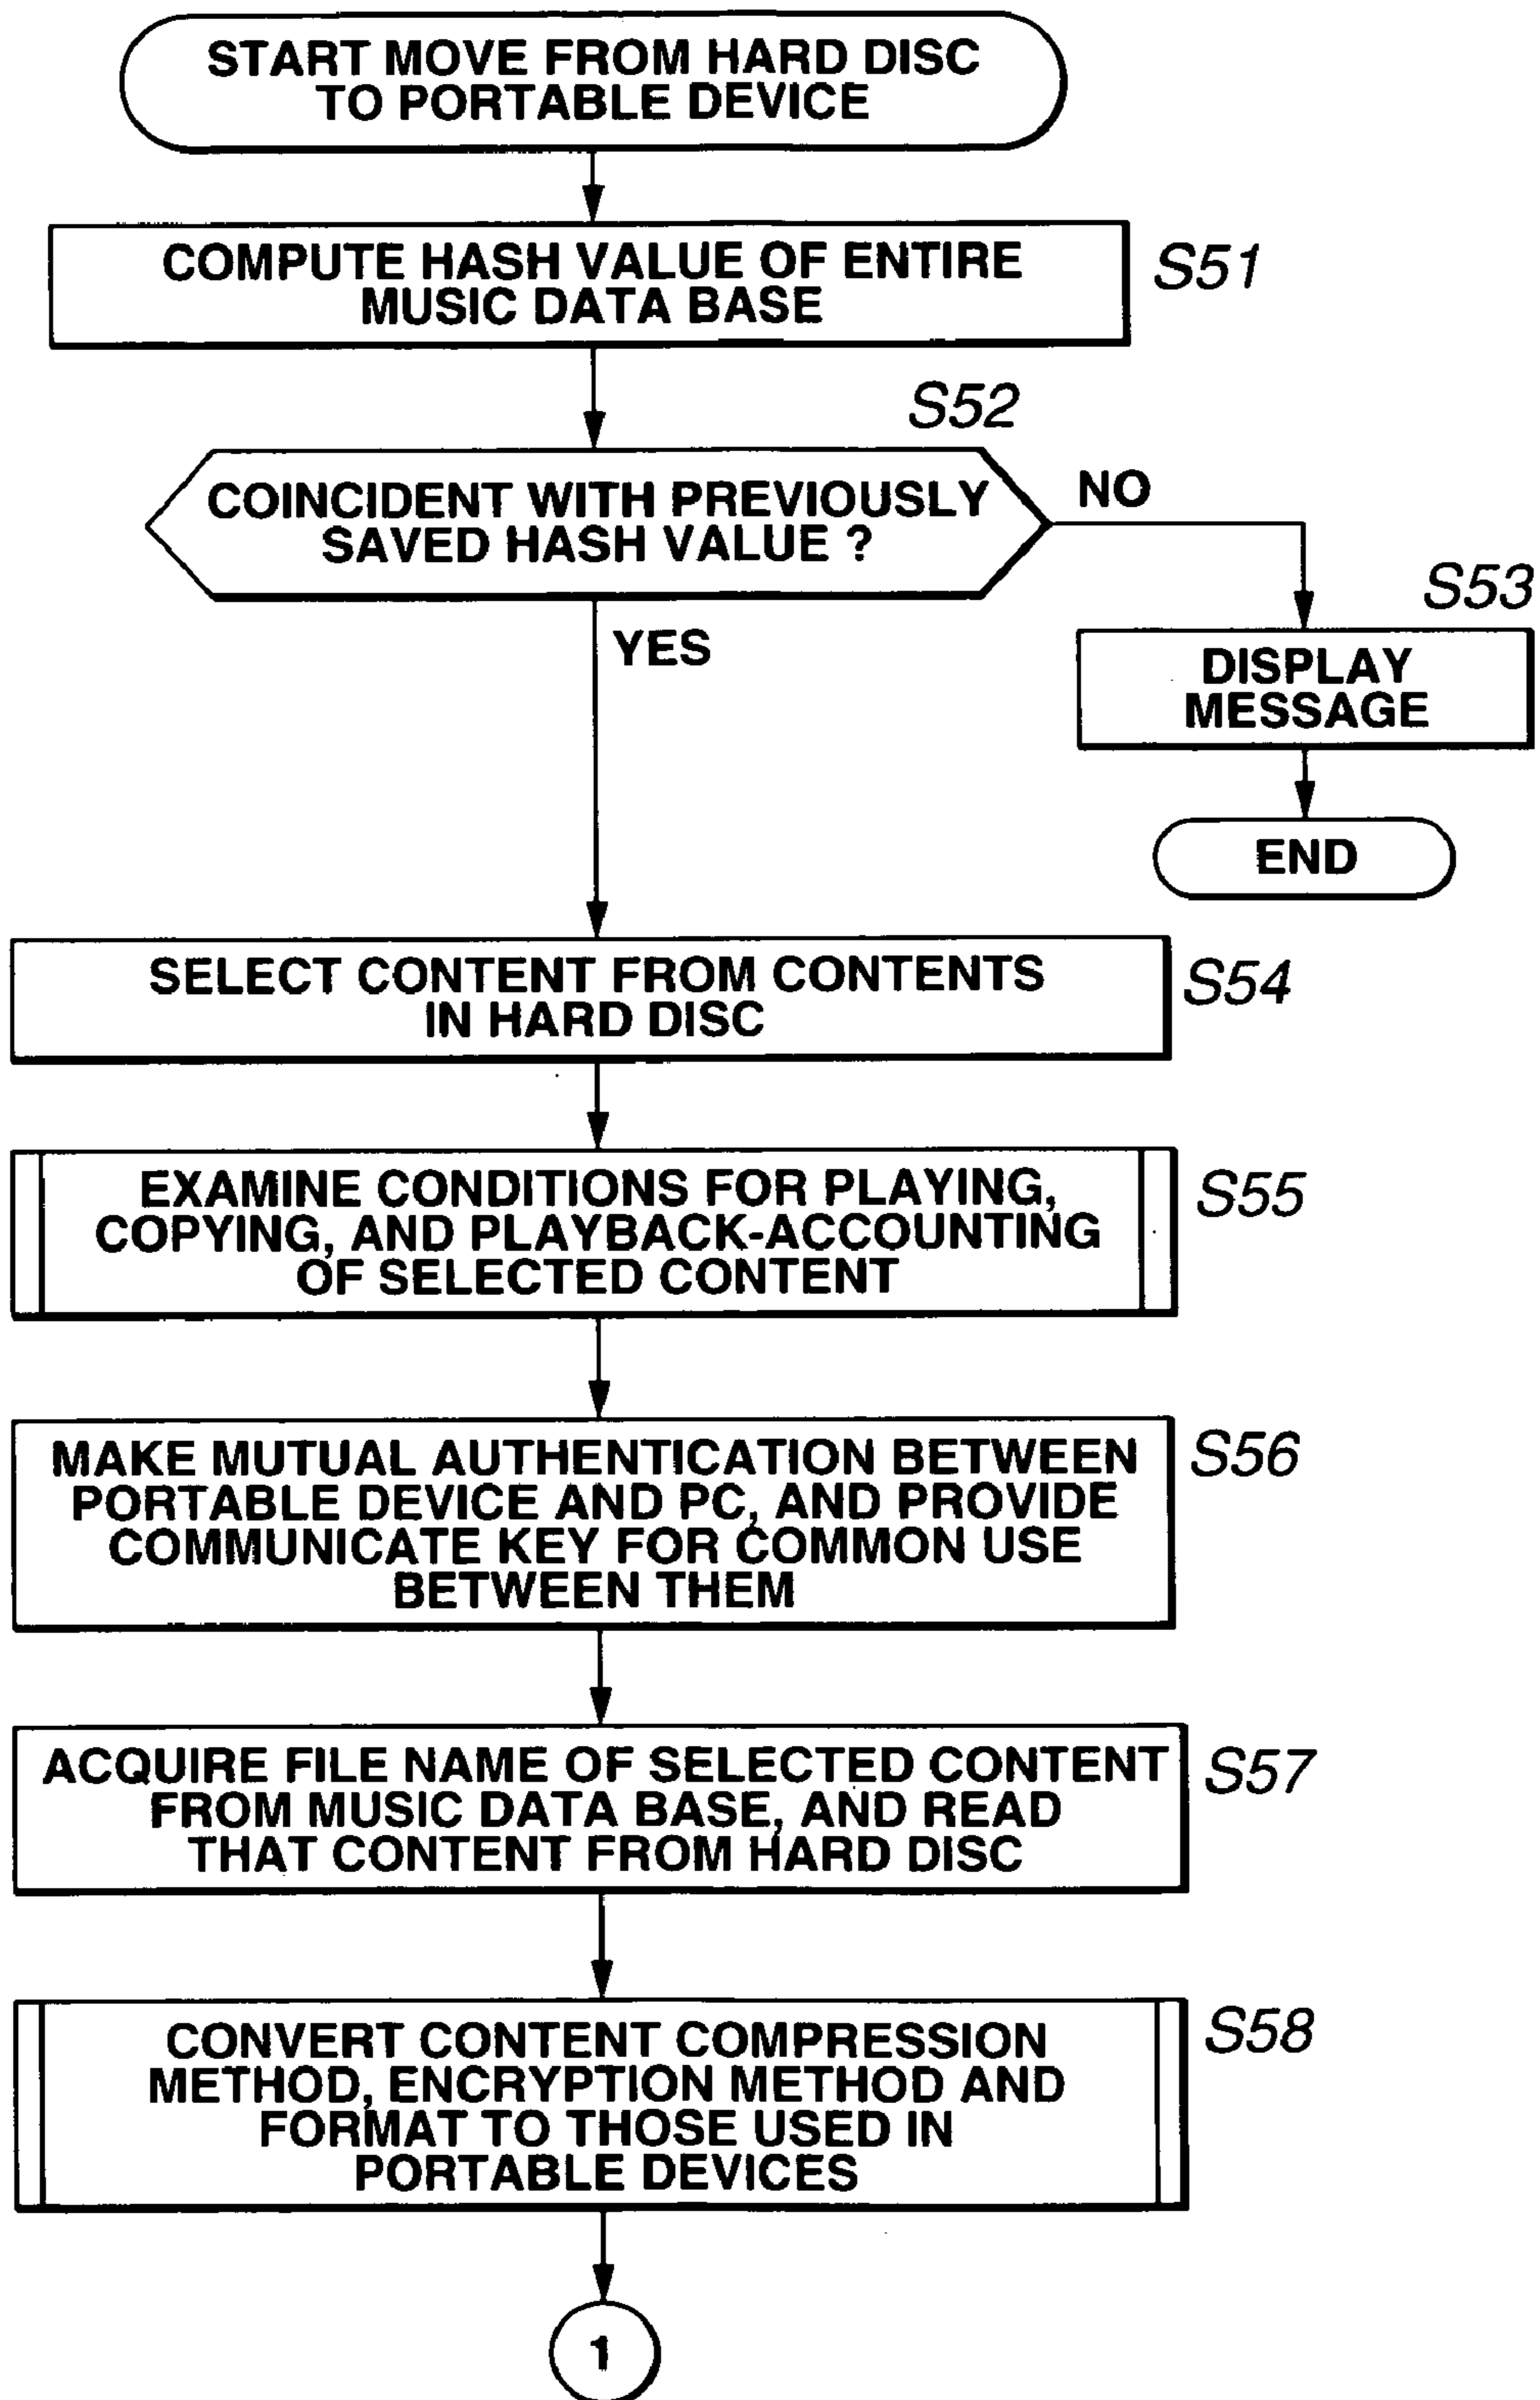 START MOVE FROM HARD DISC
TO PORTABLE DEVICE
COMPUTE HASH VALUE OF ENTIRE
MUSIC DATA BASE
S51
S52
COINCIDENT WITH PREVIOUSLY
SAVED HASH VALUE ?
NO
YES
S53
DISPLAY
MESSAGE
END
SELECT CONTENT FROM CONTENTS
IN HARD DISC
S54
EXAMINE CONDITIONS FOR PLAYING,
COPYING, AND PLAYBACK-ACCOUNTING
OF SELECTED CONTENT
S55
MAKE MUTUAL AUTHENTICATION BETWEEN
PORTABLE DEVICE AND PC, AND PROVIDE
COMMUNICATE KEY FOR COMMON USE
BETWEEN THEM
S56
ACQUIRE FILE NAME OF SELECTED CONTENT
FROM MUSIC DATA BASE, AND READ
THAT CONTENT FROM HARD DISC
S57
CONVERT CONTENT COMPRESSION
METHOD, ENCRYPTION METHOD AND
FORMAT TO THOSE USED IN
PORTABLE DEVICES
S58
1